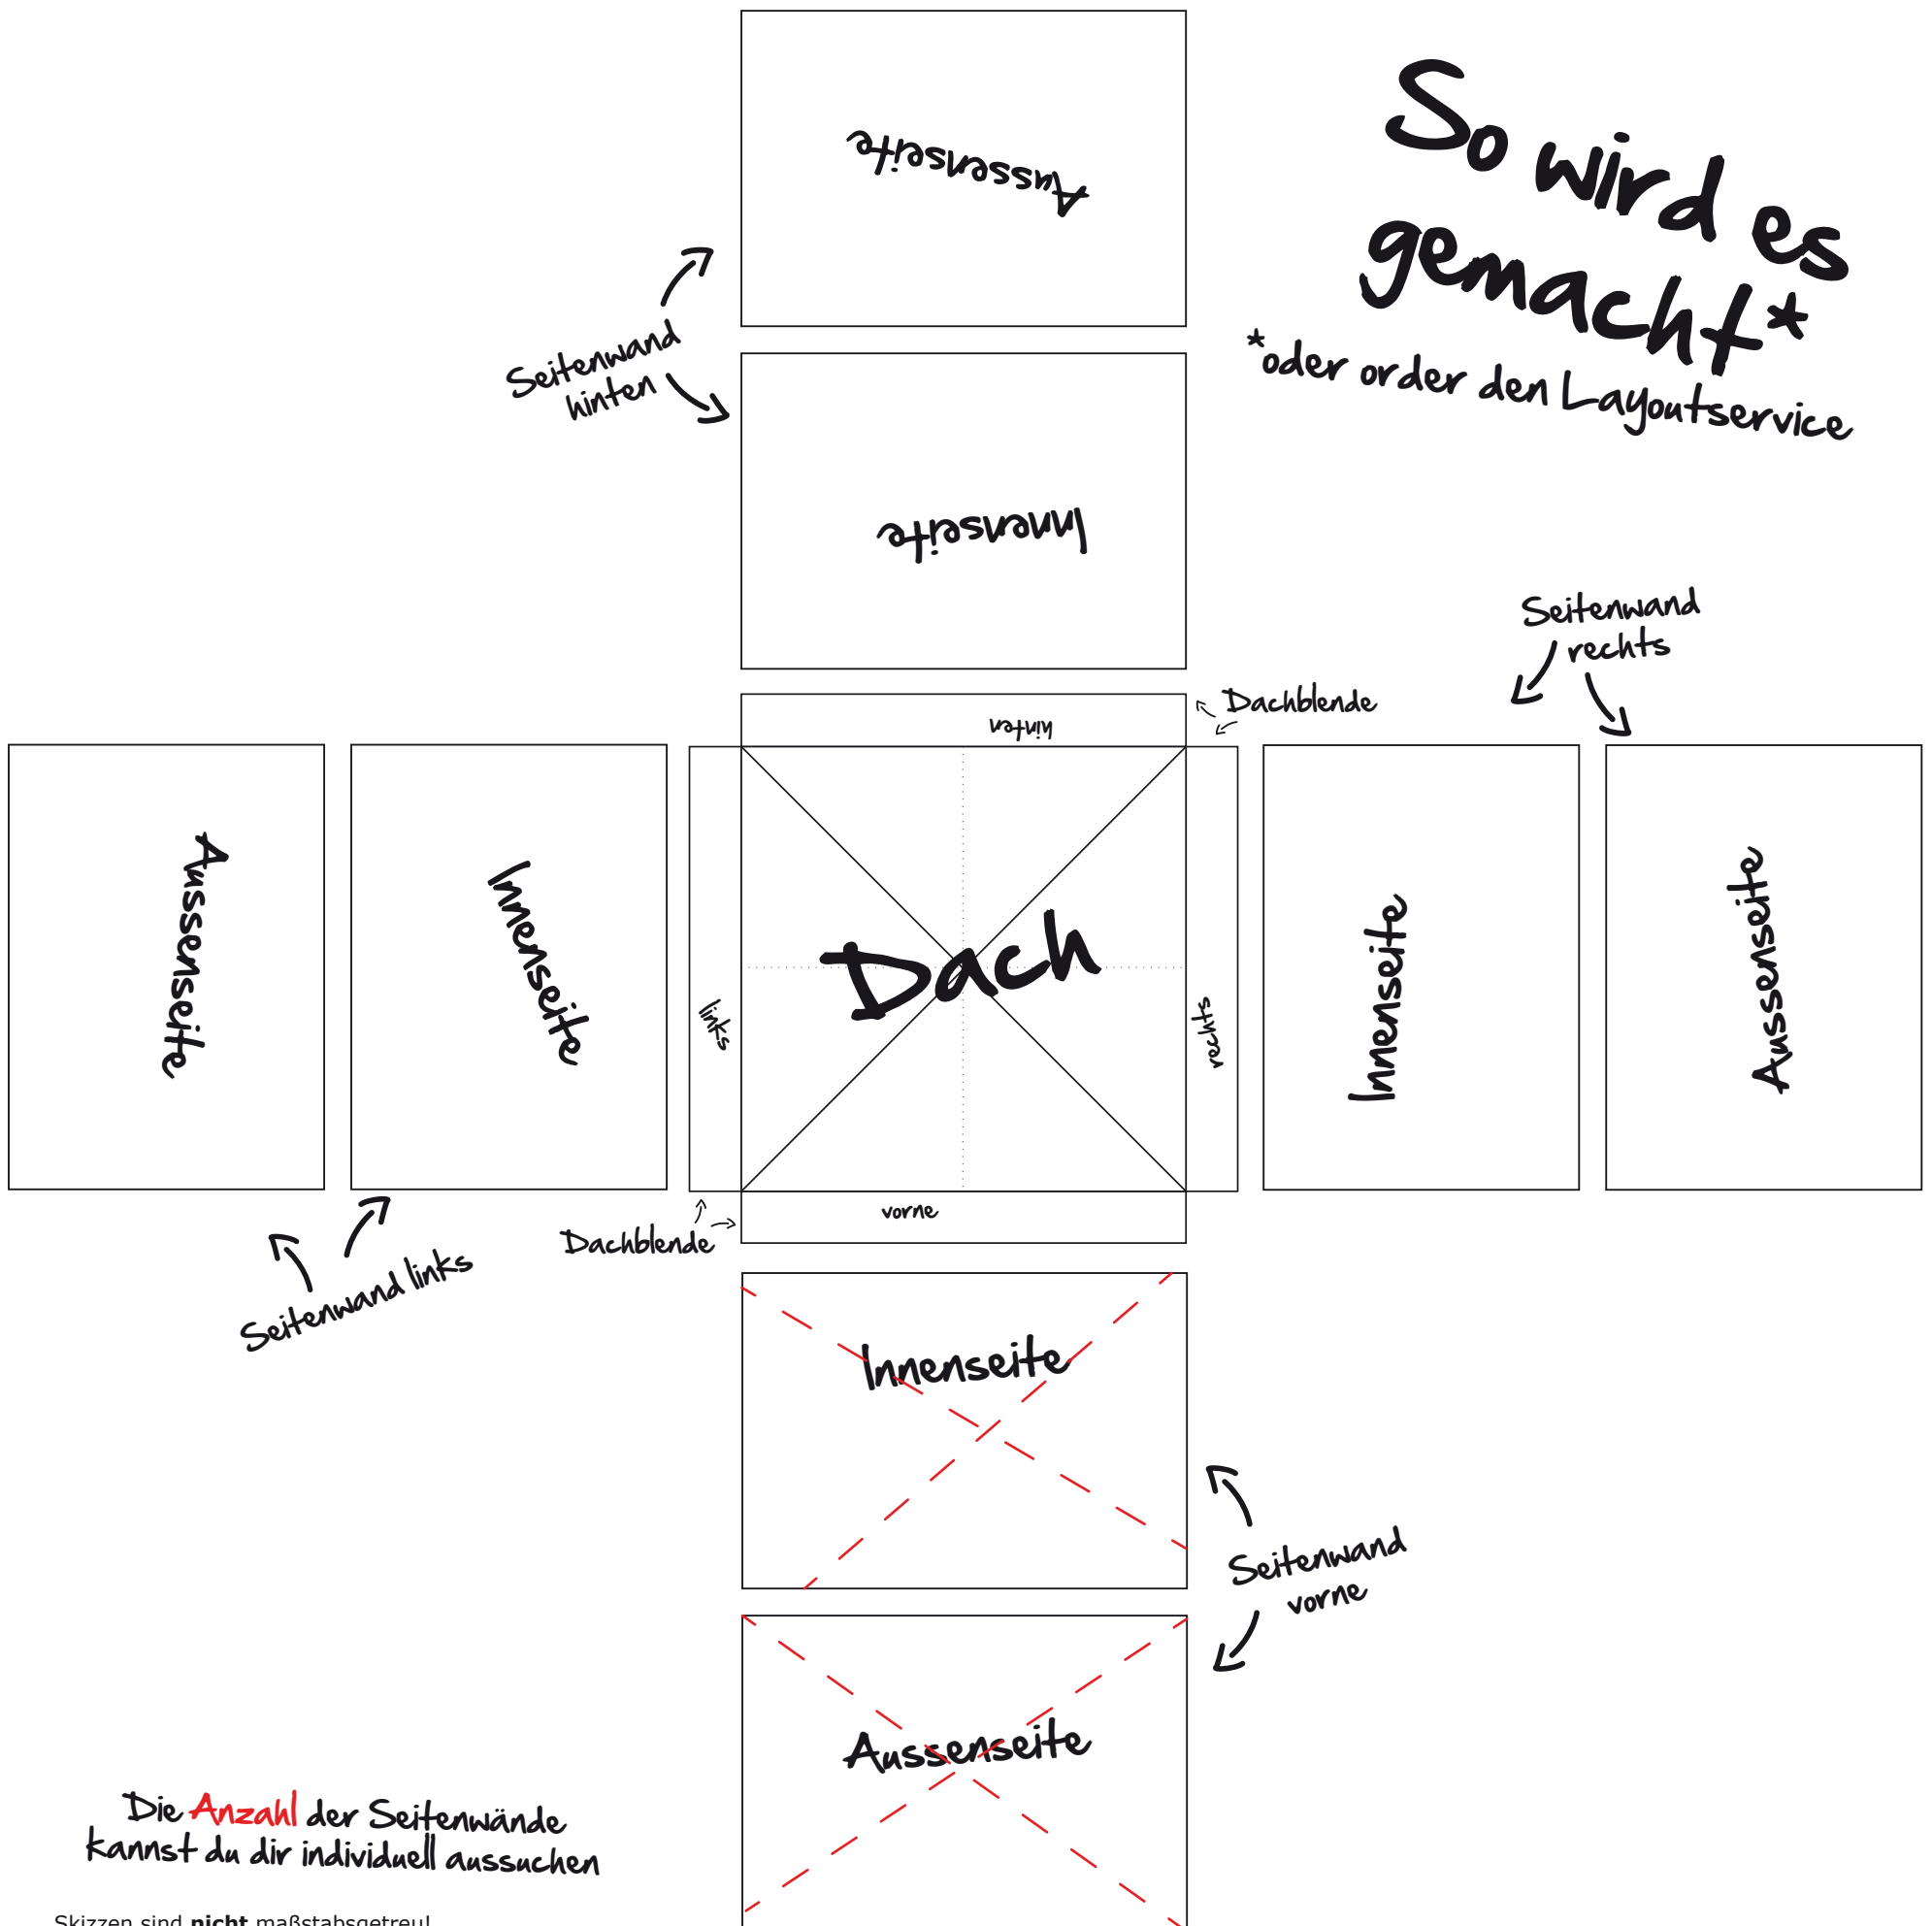 Aussenseite
So wird es
gemacht*
*oder order den Layoutservice
Seitenwand
hinten
Innenseite
Seitenwand
rechts
Dachblende
hinten
Aussenseite
Innenseite
Dach
links
rechts
Innenseite
Aussenseite
vorne
Dachblende
Seitenwand links
Innenseite
Seitenwand
vorne
Aussenseite
Die Anzahl der Seitenwände
kannst du dir individuell aussuchen
Skizzen sind nicht maßstabsgetreu!